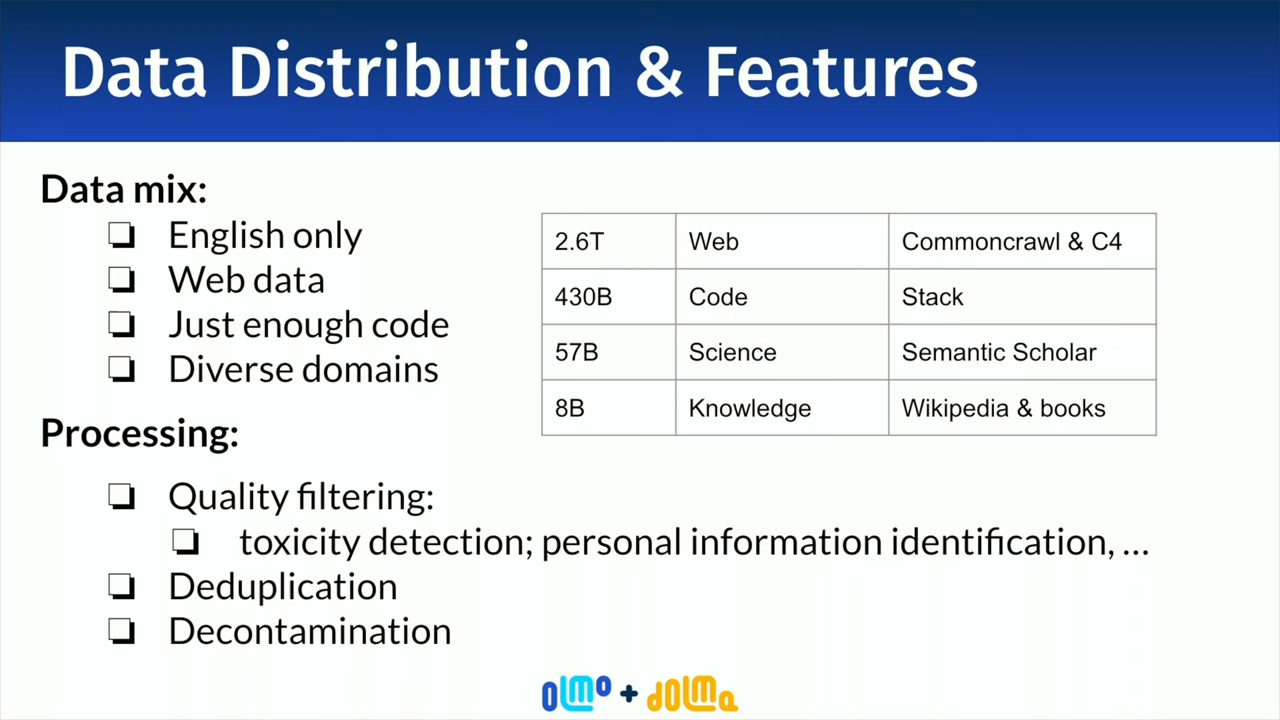 Data Distribution & Features
Data mix:
English only
Web data
Just enough code
Diverse domains
2.6T Web Commoncrawl & C4
430B Code Stack
57B Science Semantic Scholar
8B Knowledge Wikipedia & books
Processing:
Quality filtering:
toxicity detection; personal information identification, ...
Deduplication
Decontamination
OLMo + dOLMa